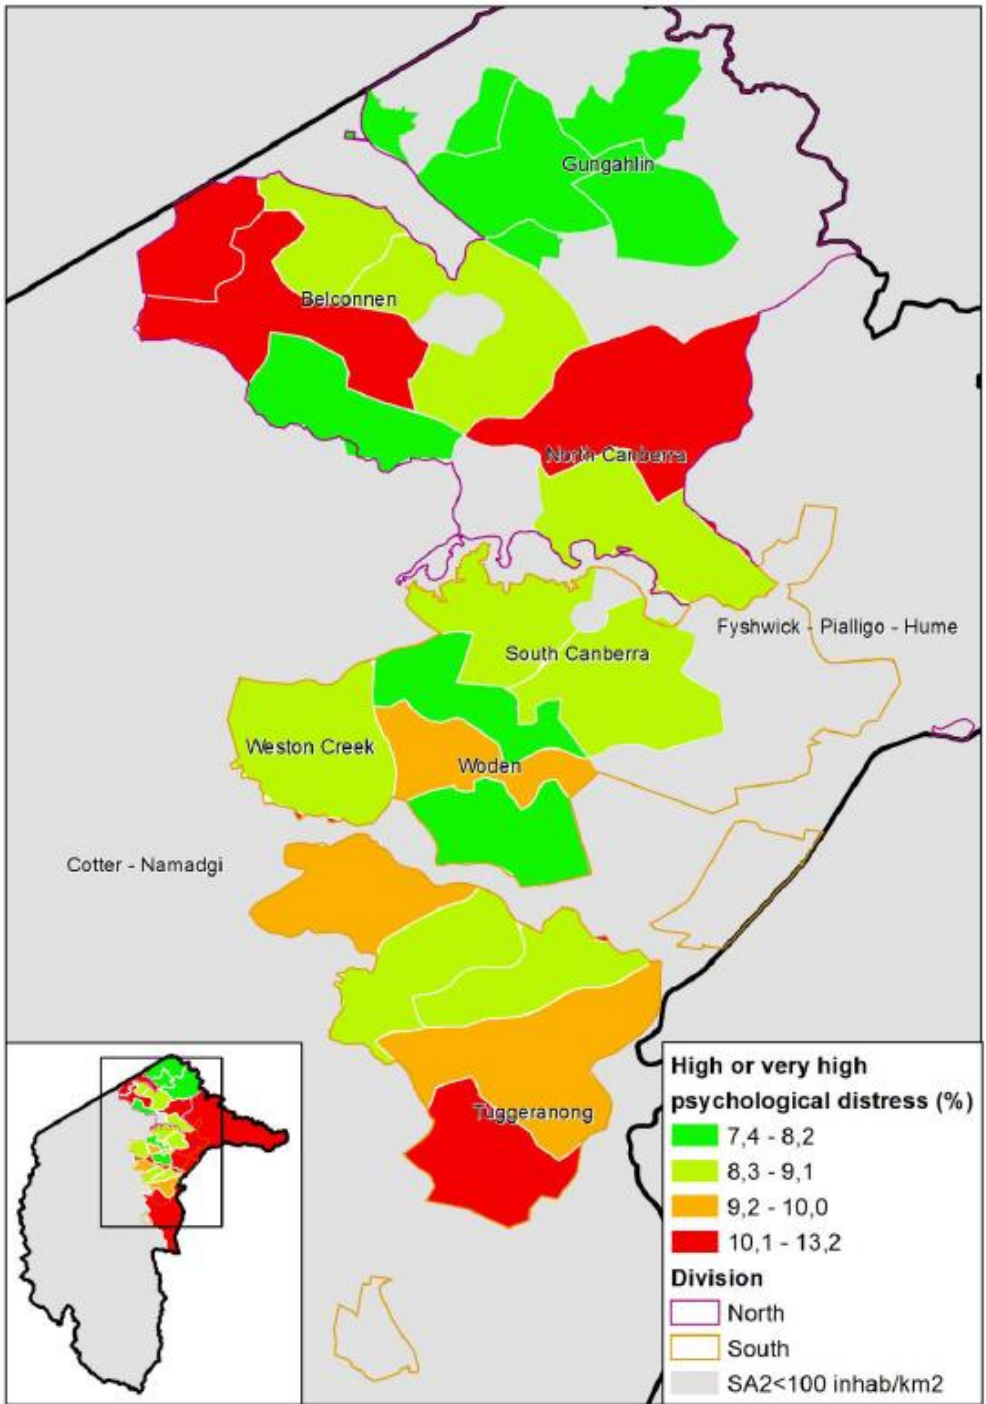 Gungahlin
Belconnen
North Canberra
Fyshwick - Pialligo - Hume
South Canberra
Weston Creek
Woden
Cotter - Namadgi
Tuggeranong
High or very high
psychological distress (%)
7,4 - 8,2
8,3 - 9,1
9,2 - 10,0
10,1 - 13,2
Division
North
South
SA2<100 inhab/km2